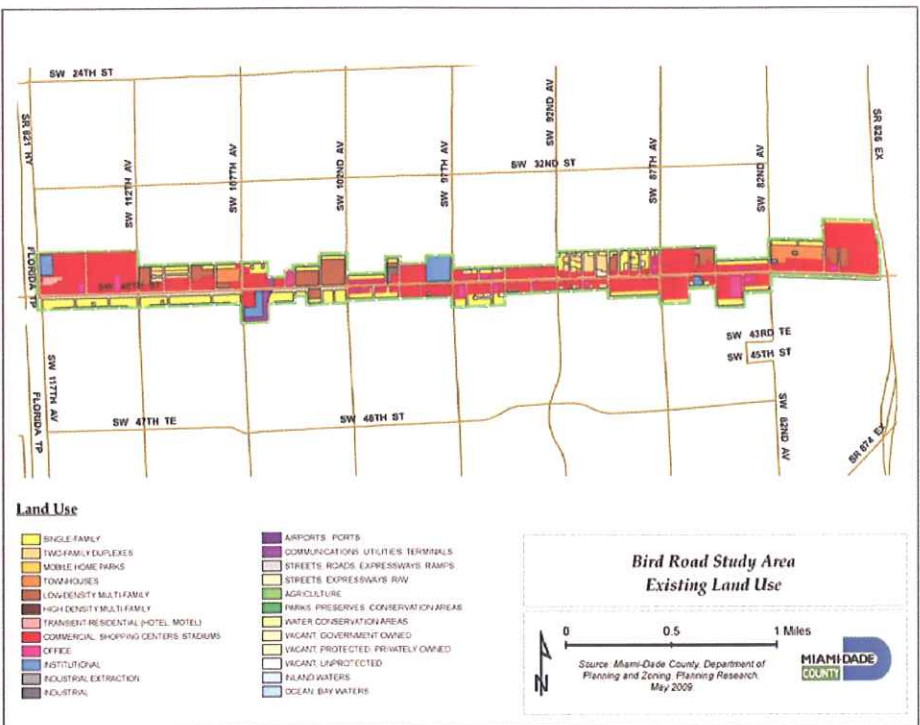 SW 24TH ST
SR 821 HY
SW 112TH AV
SW 107TH AV
SW 102ND AV
SW 97TH AV
SW 92ND AV
SW 87TH AV
SW 82ND AV
SR 826 EX
SW 32ND ST
FLORIDA TP
SW 43RD TE
SW 45TH ST
SW 117TH AV
FLORIDA TP
SW 47TH TE
SW 48TH ST
SW 82ND AV
SR 874 EX
Land Use
SINGLE-FAMILY
TWO-FAMILY DUPLEXES
MOBILE HOME PARKS
TOWNHOUSES
LOW-DENSITY MULTI-FAMILY
HIGH DENSITY MULTI-FAMILY
TRANSIENT-RESIDENTIAL (HOTEL, MOTEL)
COMMERCIAL, SHOPPING CENTERS, STADIUMS
OFFICE
INSTITUTIONAL
INDUSTRIAL EXTRACTION
INDUSTRIAL
AIRPORTS, PORTS
COMMUNICATIONS, UTILITIES, TERMINALS
STREETS, ROADS, EXPRESSWAYS, RAMPS
STREETS, EXPRESSWAYS, R/W
AGRICULTURE
PARKS, PRESERVES, CONSERVATION AREAS
WATER CONSERVATION AREAS
VACANT, GOVERNMENT OWNED
VACANT, PROTECTED, PRIVATELY OWNED
VACANT, UNPROTECTED
INLAND WATERS
OCEAN, BAY WATERS
Bird Road Study Area
Existing Land Use
0 0.5 1 Miles
N
Source: Miami-Dade County, Department of
Planning and Zoning, Planning Research,
May 2009
MIAMI-DADE
COUNTY